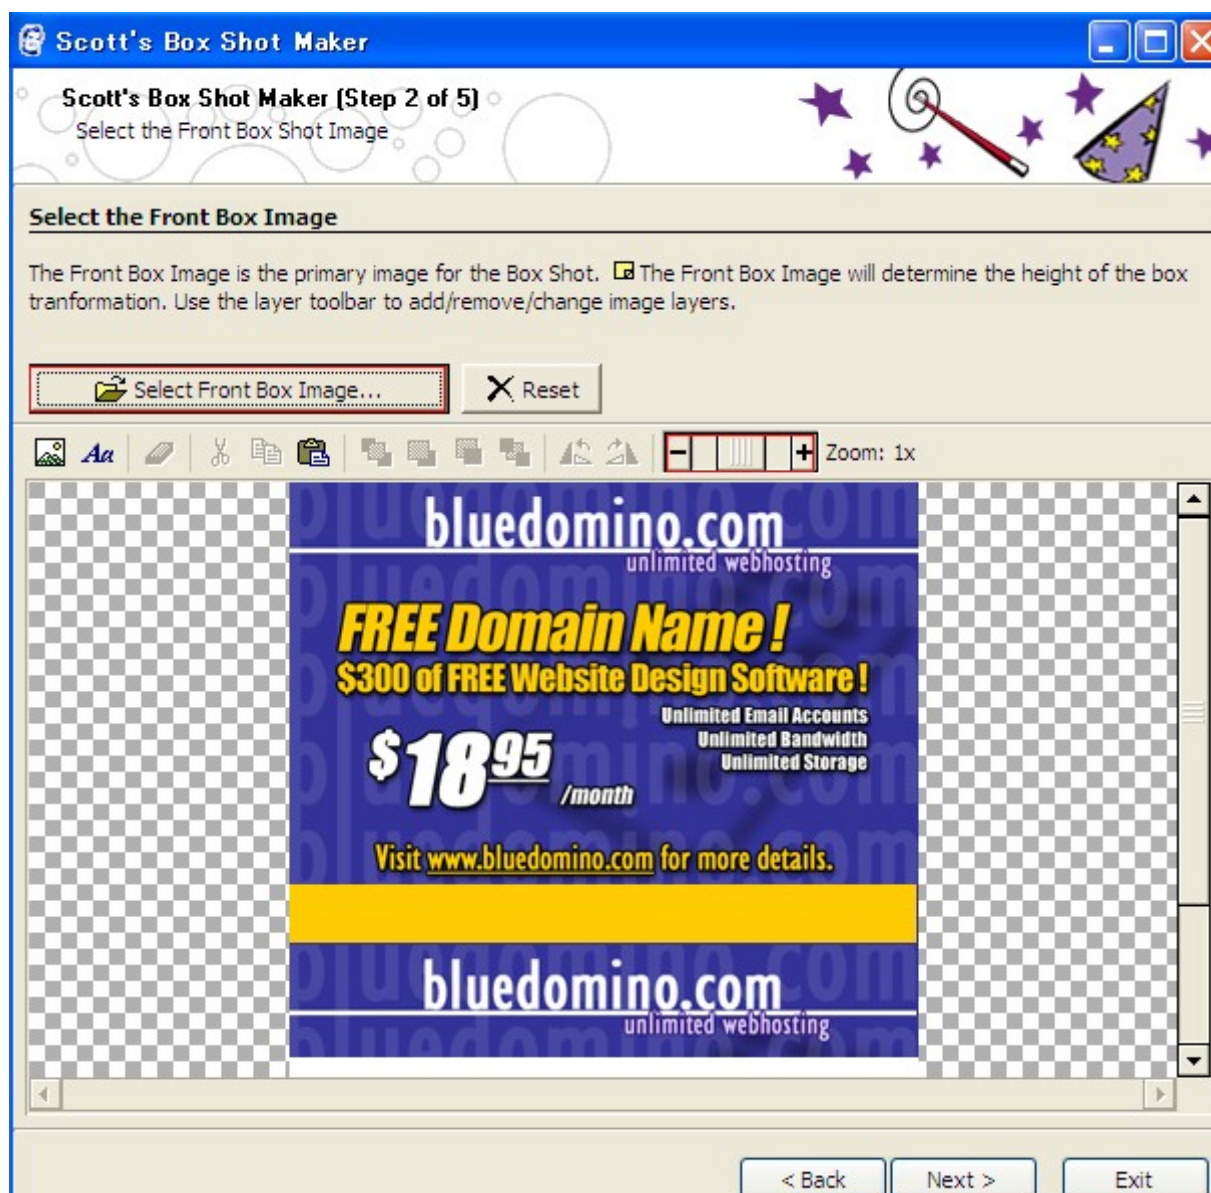 Scott's Box Shot Maker
Scott's Box Shot Maker (Step 2 of 5)
Select the Front Box Shot Image
Select the Front Box Image
The Front Box Image is the primary image for the Box Shot. The Front Box Image will determine the height of the box
tranformation. Use the layer toolbar to add/remove/change image layers.
Select Front Box Image... Reset
Aa Zoom: 1x
bluedomino.com
unlimited webhosting
FREE Domain Name !
$300 of FREE Website Design Software !
Unlimited Email Accounts
Unlimited Bandwidth
Unlimited Storage
$18.95 /month
Visit www.bluedomino.com for more details.
bluedomino.com
unlimited webhosting
< Back Next > Exit